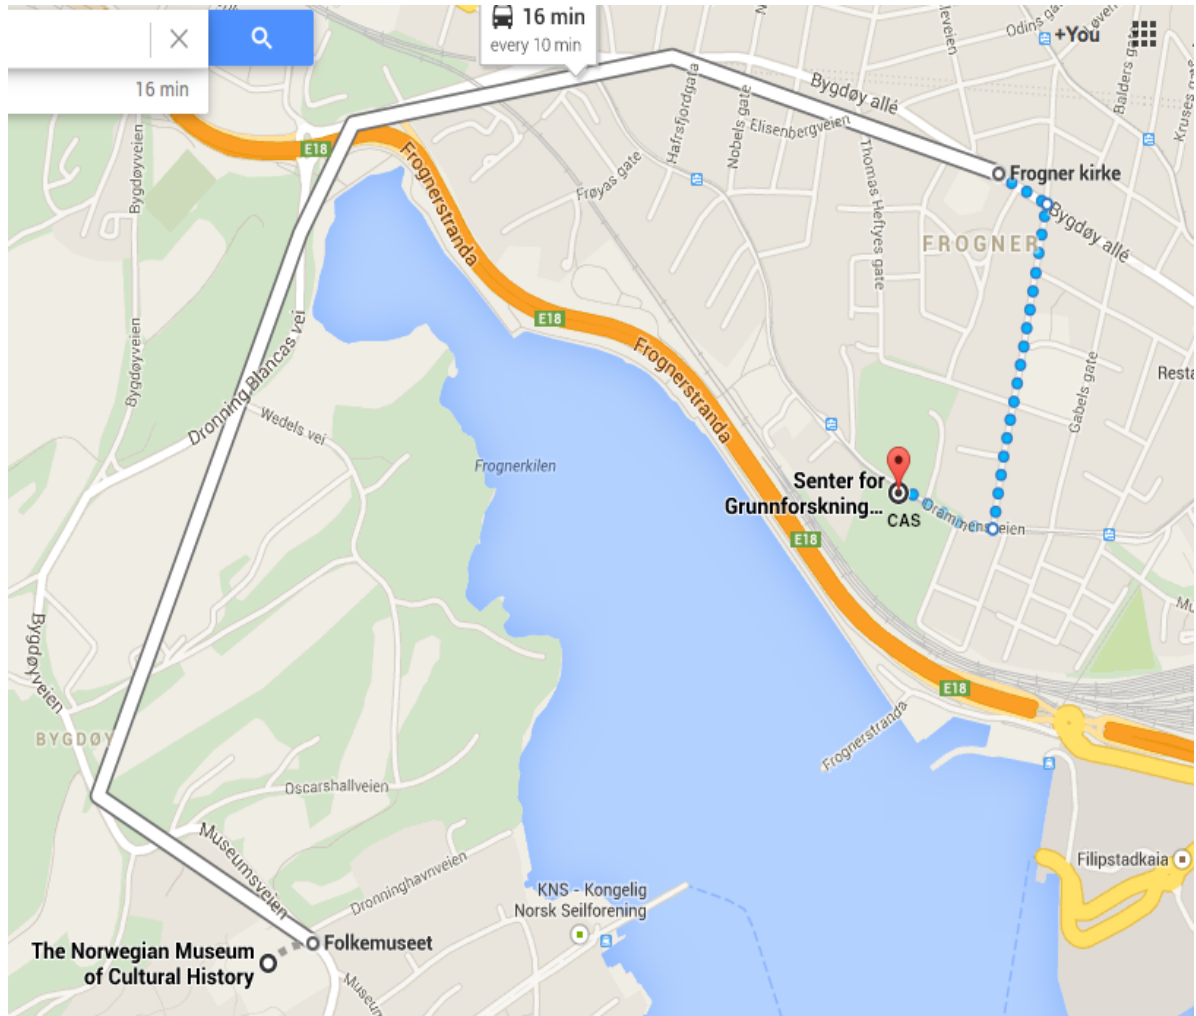 16 min
every 10 min
16 min
+You
Odins gate
Balders gate
Bygdøy allé
Elisenbergveien
Hafrsfjordgata
Nobels gate
Thomas Heftyes gate
Frøyas gate
Bygdøyveien
E18
Frognerstranda
Frogner kirke
Bygdøy allé
FROGNER
E18
Frognerstranda
Bygdøyveien
Dronning Blancas vei
Wedels vei
Gabels gate
Frognerkilen
Senter for
Grunnforskning...
CAS
Drammensveien
E18
Bygdøyveien
BYGDØY
E18
Frognerstranda
Oscarshallveien
Museumsveien
Dronninghavnveien
Filipstadkaia
KNS - Kongelig
Norsk Seilforening
Folkemuseet
The Norwegian Museum
of Cultural History